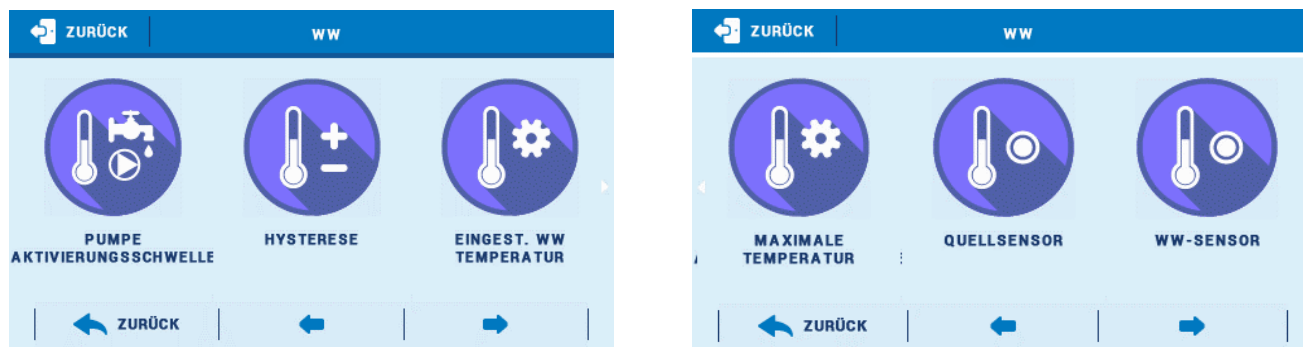 ZURÜCK
WW
PUMPE
AKTIVIERUNGSSCHWELLE
HYSTERESE
EINGEST. WW
TEMPERATUR
ZURÜCK
ZURÜCK
WW
MAXIMALE
TEMPERATUR
QUELLSENSOR
WW-SENSOR
ZURÜCK